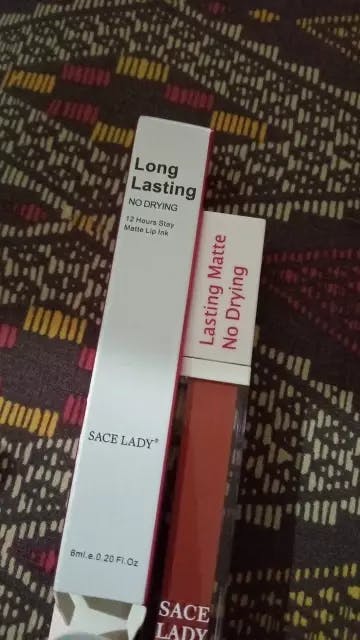 Long
Lasting
NO DRYING
12 Hours Stay
Matte Lip Ink
SACE LADY®
6ml.e.0.20 Fl.Oz
Lasting Matte
No Drying
SACE
LADY